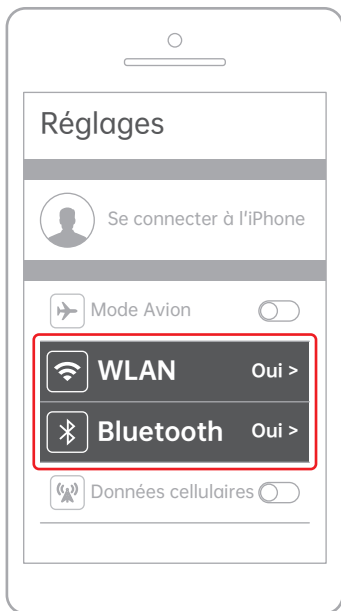 Réglages
Se connecter à l'iPhone
Mode Avion
WLAN Oui >
Bluetooth Oui >
Données cellulaires